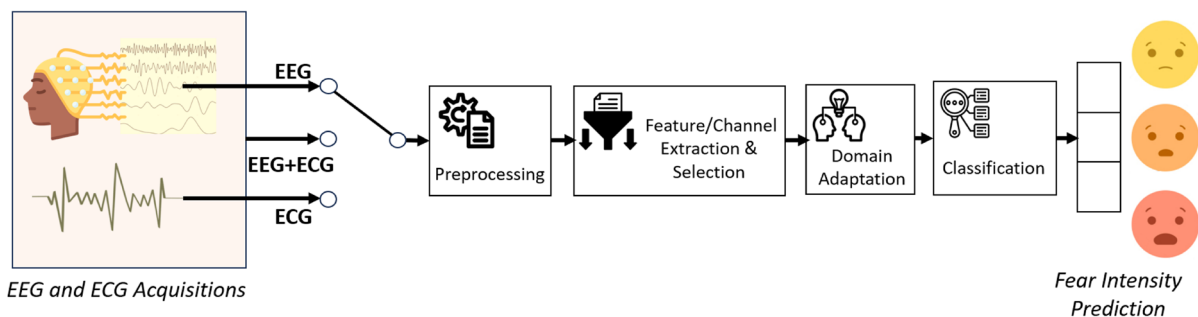 EEG
EEG+ECG
ECG
EEG and ECG Acquisitions
Preprocessing
Feature/Channel
Extraction &
Selection
Domain
Adaptation
Classification
Fear Intensity
Prediction